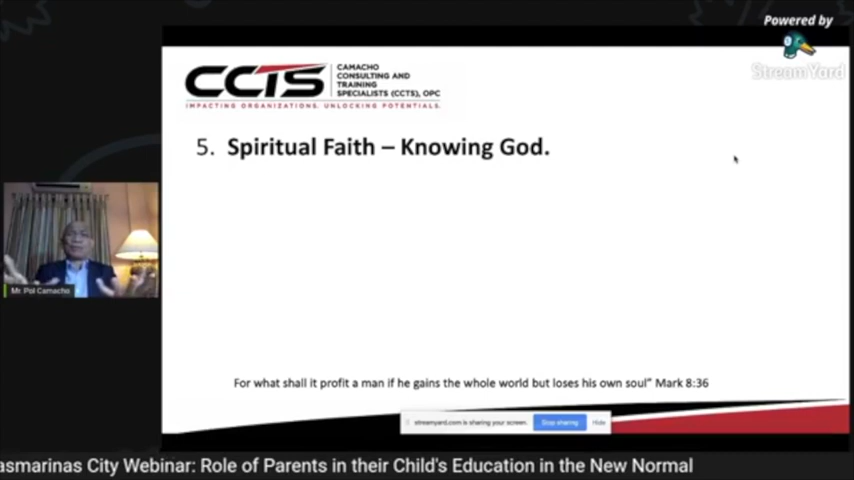 Powered by
StreamYard
CCTS
CAMACHO
CONSULTING AND
TRAINING
SPECIALISTS (CCTS), OPC
IMPACTING ORGANIZATIONS. UNLOCKING POTENTIALS.
5. Spiritual Faith – Knowing God.
Mr. Pol Camacho
For what shall it profit a man if he gains the whole world but loses his own soul” Mark 8:36
streamyard.com is sharing your screen.
Stop sharing
Hide
asmarinas City Webinar: Role of Parents in their Child's Education in the New Normal